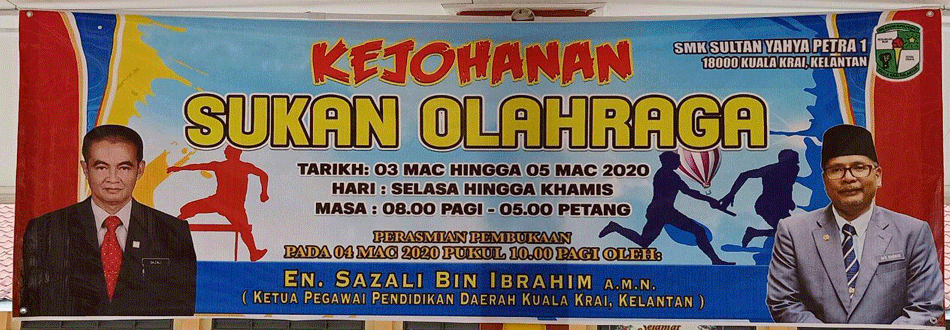 KEJOHANAN
SMK SULTAN YAHYA PETRA 1
18000 KUALA KRAI, KELANTAN
SUKAN OLAHRAGA
TARIKH: 03 MAC HINGGA 05 MAC 2020
HARI : SELASA HINGGA KHAMIS
MASA : 08.00 PAGI - 05.00 PETANG
PERASMIAN PEMBUKAAN
PADA 04 MAC 2020 PUKUL 10.00 PAGI OLEH:
EN. SAZALI BIN IBRAHIM A.M.N.
( KETUA PEGAWAI PENDIDIKAN DAERAH KUALA KRAI, KELANTAN )
Selamat